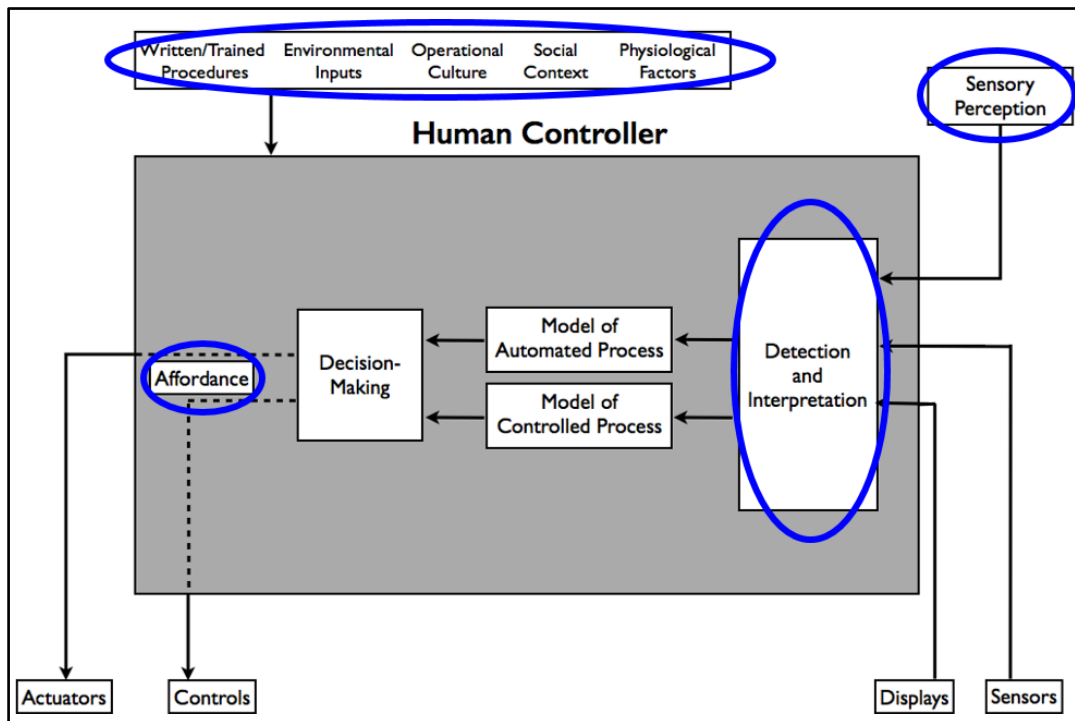 Written/Trained Environmental Operational Social Physiological
Procedures Inputs Culture Context Factors
Sensory
Perception
Human Controller
Model of
Automated Process
Decision-
Making
Affordance
Model of
Controlled Process
Detection
and
Interpretation
Actuators
Controls
Displays
Sensors